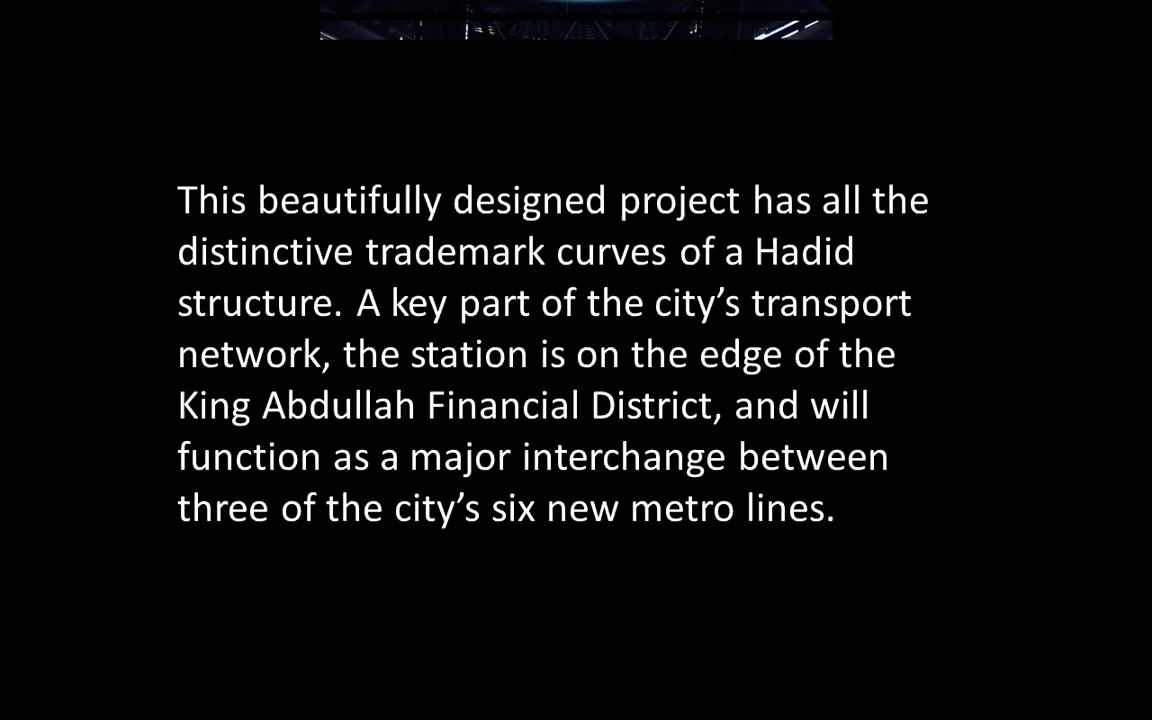 This beautifully designed project has all the
distinctive trademark curves of a Hadid
structure. A key part of the city’s transport
network, the station is on the edge of the
King Abdullah Financial District, and will
function as a major interchange between
three of the city’s six new metro lines.